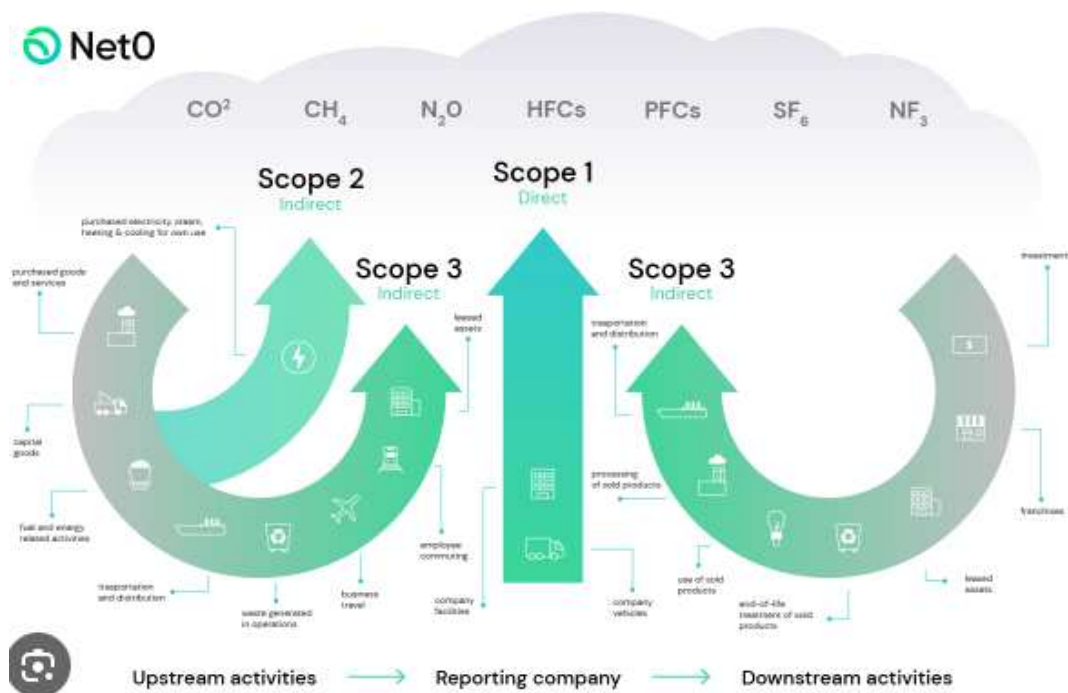 Net0
CO² CH₄ N₂O HFCs PFCs SF₆ NF₃
Scope 2
Indirect
Scope 1
Direct
Scope 3
Indirect
Scope 3
Indirect
purchased electricity, steam,
heating & cooling for own use
purchased goods
and services
capital
goods
fuel and energy
related activities
trasportation
and distribution
waste generated
in operations
business
travel
employee
commuting
leased
assets
company
facilities
company
vehicles
trasportation
and distribution
processing
of sold products
use of sold
products
end-of-life
treatment of sold
products
leased
assets
franchises
investment
$
Upstream activities → Reporting company → Downstream activities